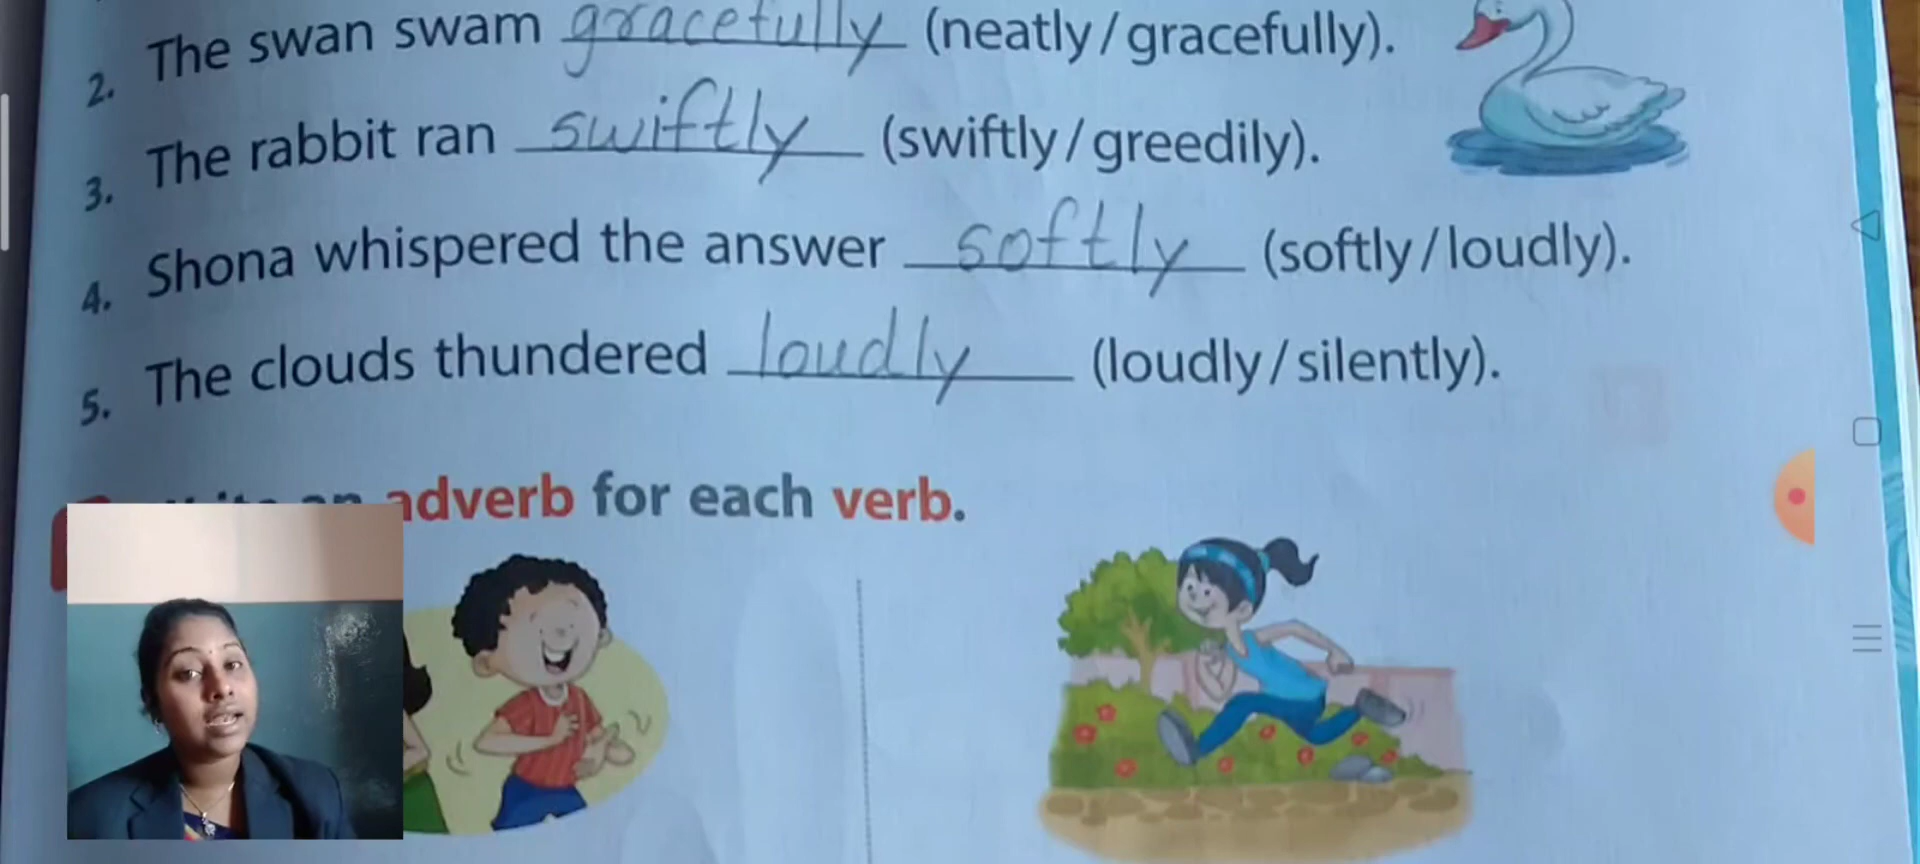 2. The swan swam gracefully (neatly/gracefully).
3. The rabbit ran swiftly (swiftly/greedily).
4. Shona whispered the answer softly (softly/loudly).
5. The clouds thundered loudly (loudly/silently).
adverb for each verb.